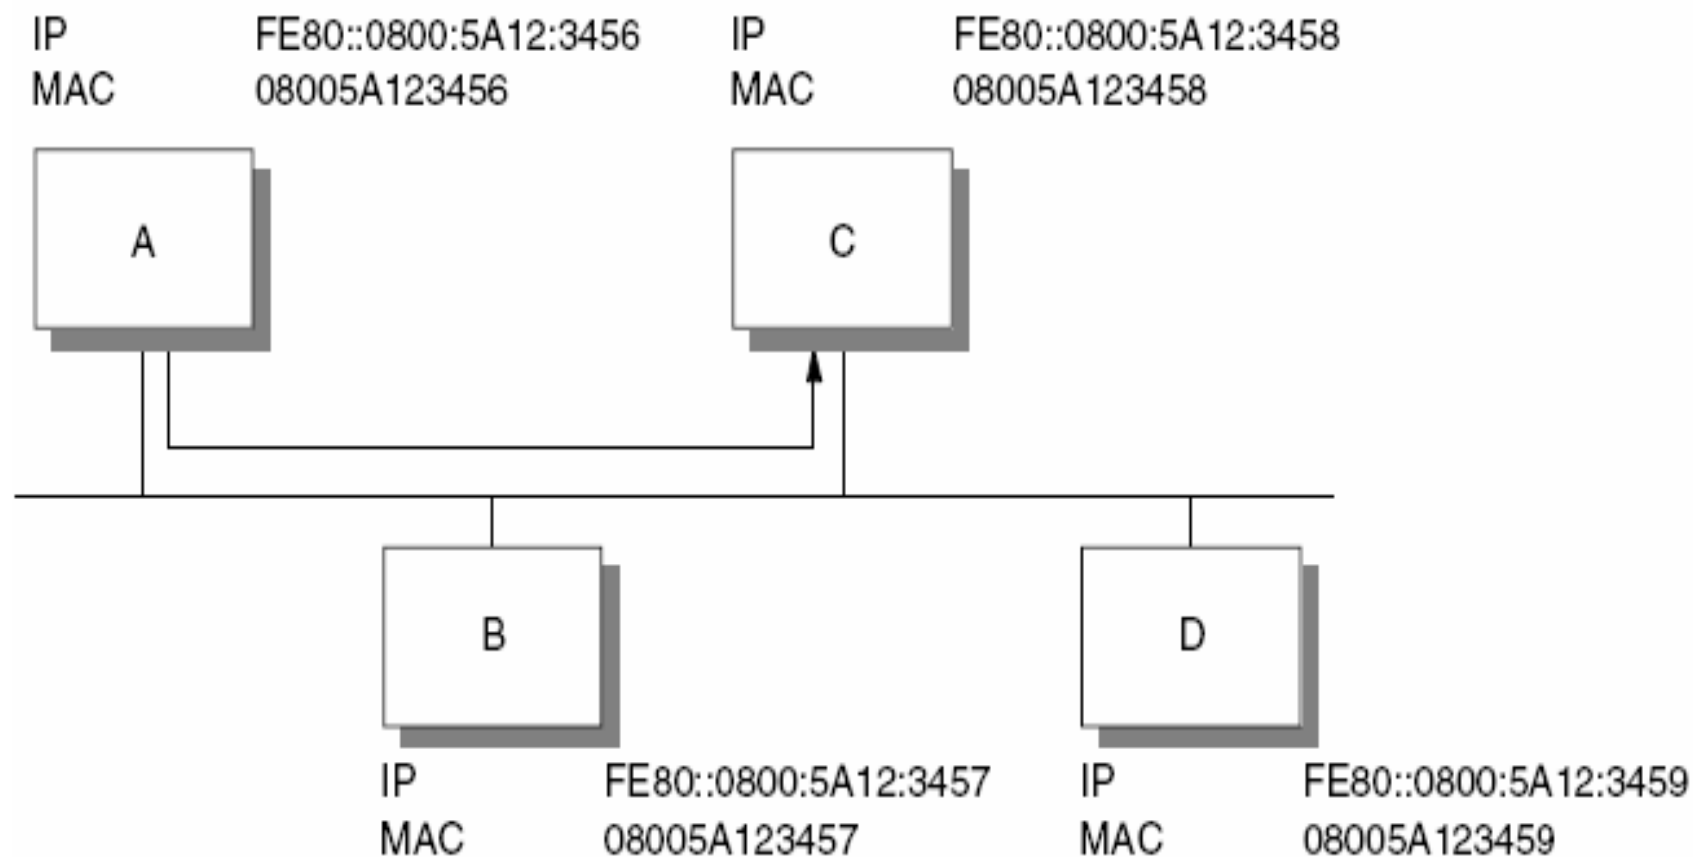 IP FE80::0800:5A12:3456 IP FE80::0800:5A12:3458
MAC 08005A123456 MAC 08005A123458
A C
B D
IP FE80::0800:5A12:3457 IP FE80::0800:5A12:3459
MAC 08005A123457 MAC 08005A123459